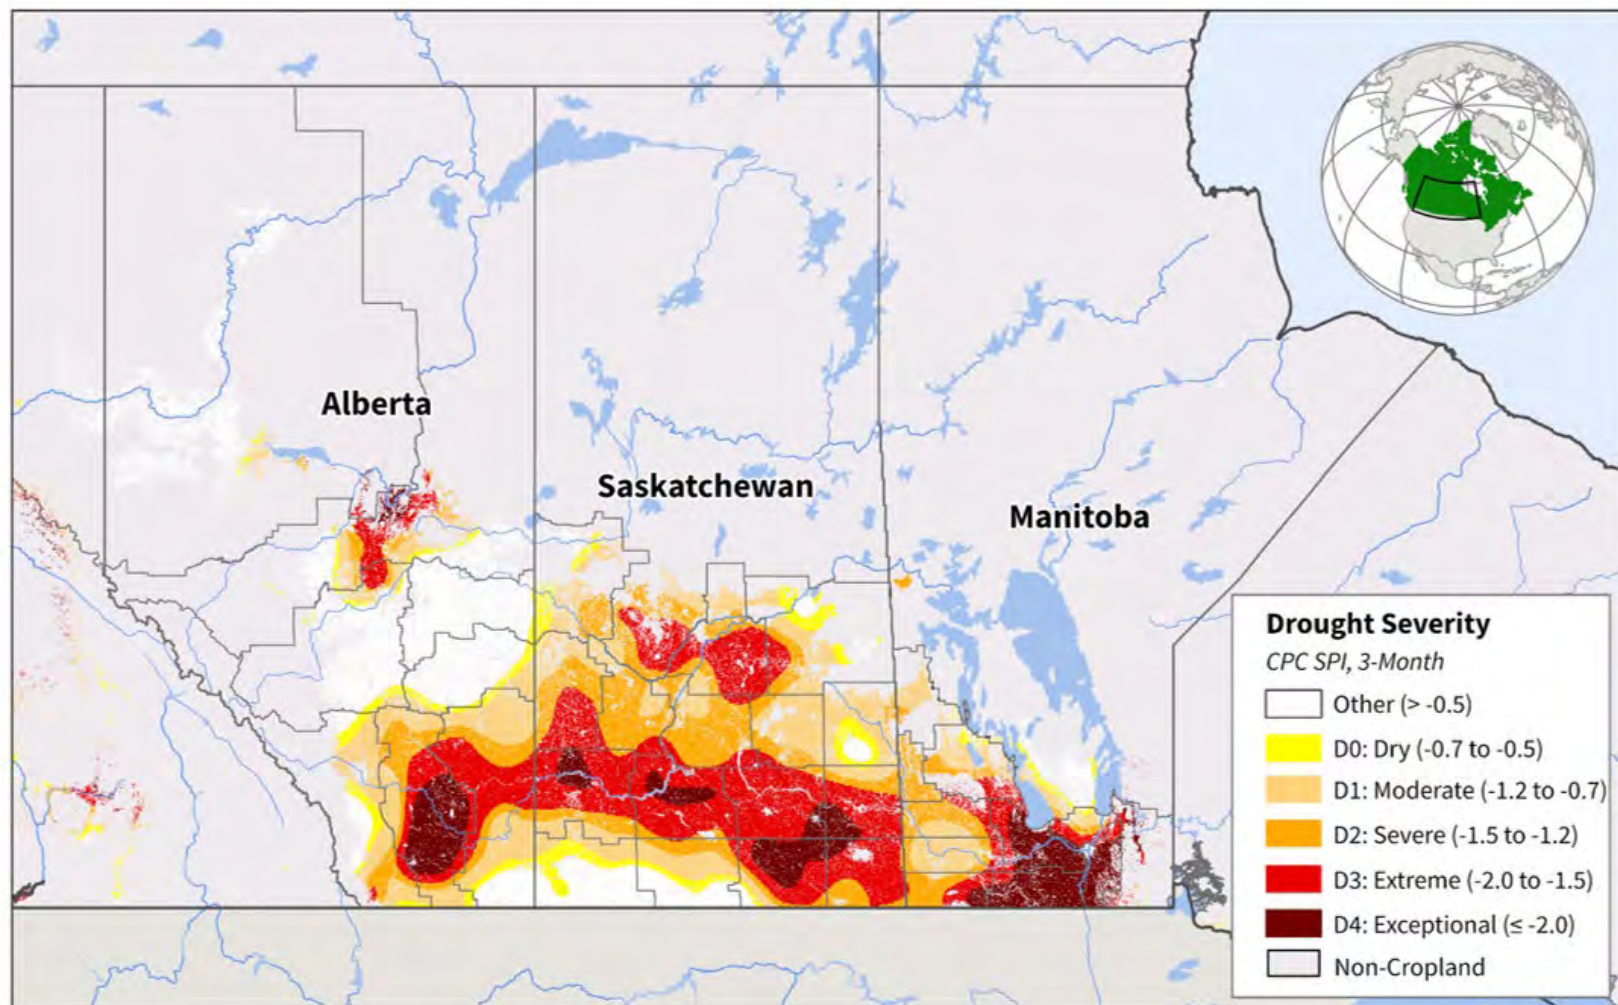 Alberta
Saskatchewan
Manitoba
Drought Severity
CPC SPI, 3-Month
Other (> -0.5)
D0: Dry (-0.7 to -0.5)
D1: Moderate (-1.2 to -0.7)
D2: Severe (-1.5 to -1.2)
D3: Extreme (-2.0 to -1.5)
D4: Exceptional (≤ -2.0)
Non-Cropland